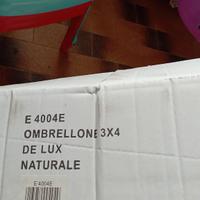 E 4004E
OMBRELLONE 3X4
DE LUX
NATURALE
E 4004E